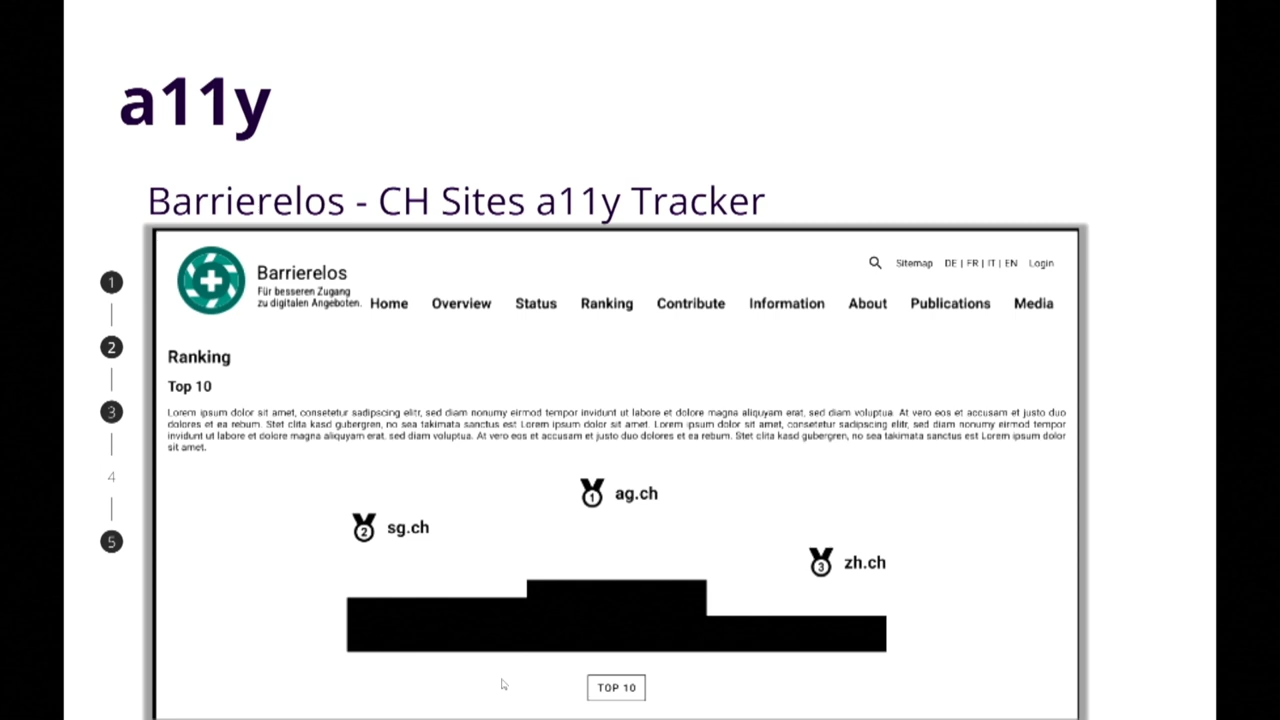 a11y
Barrierelos - CH Sites a11y Tracker
Barrierelos
Für besseren Zugang
zu digitalen Angeboten.
Sitemap DE | FR | IT | EN Login
Home Overview Status Ranking Contribute Information About Publications Media
1
2
3
4
5
Ranking
Top 10
Lorem ipsum dolor sit amet, consetetur sadipscing elitr, sed diam nonumy eirmod tempor invidunt ut labore et dolore magna aliquyam erat, sed diam voluptua. At vero eos et accusam et justo duo
dolores et ea rebum. Stet clita kasd gubergren, no sea takimata sanctus est Lorem ipsum dolor sit amet. Lorem ipsum dolor sit amet, consetetur sadipscing elitr, sed diam nonumy eirmod tempor
invidunt ut labore et dolore magna aliquyam erat, sed diam voluptua. At vero eos et accusam et justo duo dolores et ea rebum. Stet clita kasd gubergren, no sea takimata sanctus est Lorem ipsum dolor
sit amet.
1 ag.ch
2 sg.ch
3 zh.ch
TOP 10